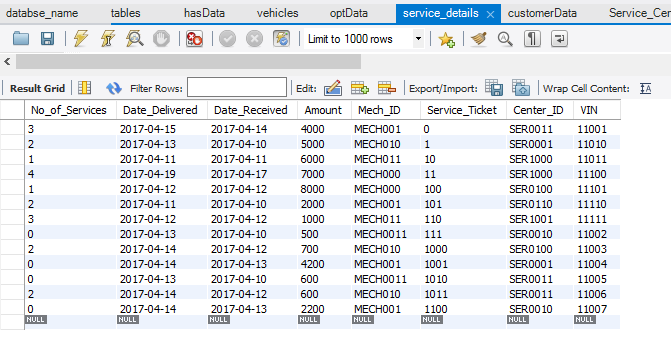 databse_name tables hasData vehicles optData service_details customerData Service_Cen
Limit to 1000 rows
Result Grid Filter Rows: Edit: Export/Import: Wrap Cell Content:
No_of_Services Date_Delivered Date_Received Amount Mech_ID Service_Ticket Center_ID VIN
3 2017-04-15 2017-04-14 4000 MECH001 0 SER0011 11001
2 2017-04-13 2017-04-10 5000 MECH010 1 SER0001 11010
1 2017-04-11 2017-04-11 6000 MECH011 10 SER1000 11011
4 2017-04-19 2017-04-17 7000 MECH000 11 SER1000 11100
1 2017-04-12 2017-04-12 8000 MECH000 100 SER0100 11101
2 2017-04-11 2017-04-10 2000 MECH001 101 SER0110 11110
3 2017-04-12 2017-04-12 1000 MECH011 110 SER1001 11111
0 2017-04-13 2017-04-10 500 MECH0011 111 SER0010 11002
2 2017-04-14 2017-04-12 700 MECH010 1000 SER0100 11003
0 2017-04-14 2017-04-13 4200 MECH001 1001 SER0001 11004
0 2017-04-13 2017-04-10 600 MECH0011 1010 SER0011 11005
2 2017-04-14 2017-04-12 600 MECH010 1011 SER0011 11006
0 2017-04-14 2017-04-13 2200 MECH001 1100 SER0010 11007
NULL NULL NULL NULL NULL NULL NULL NULL